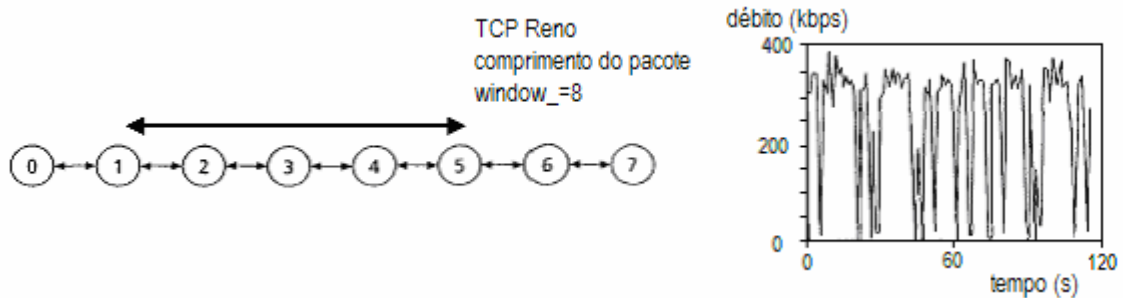 TCP Reno
comprimento do pacote
window_=8
0 1 2 3 4 5 6 7
débito (kbps)
400
200
0
0 60 120
tempo (s)